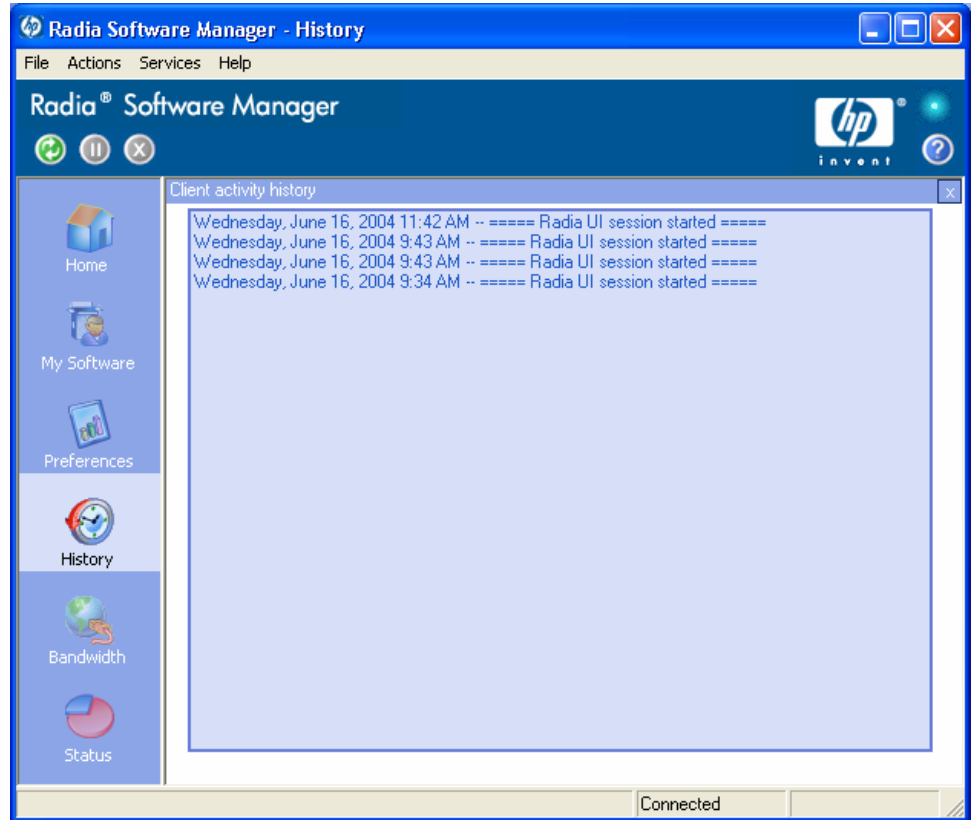 Radia Software Manager - History
File Actions Services Help
Radia® Software Manager
hp ®
invent
?
Client activity history
x
Wednesday, June 16, 2004 11:42 AM -- ===== Radia UI session started =====
Wednesday, June 16, 2004 9:43 AM -- ===== Radia UI session started =====
Wednesday, June 16, 2004 9:43 AM -- ===== Radia UI session started =====
Wednesday, June 16, 2004 9:34 AM -- ===== Radia UI session started =====
Home
My Software
Preferences
History
Bandwidth
Status
Connected